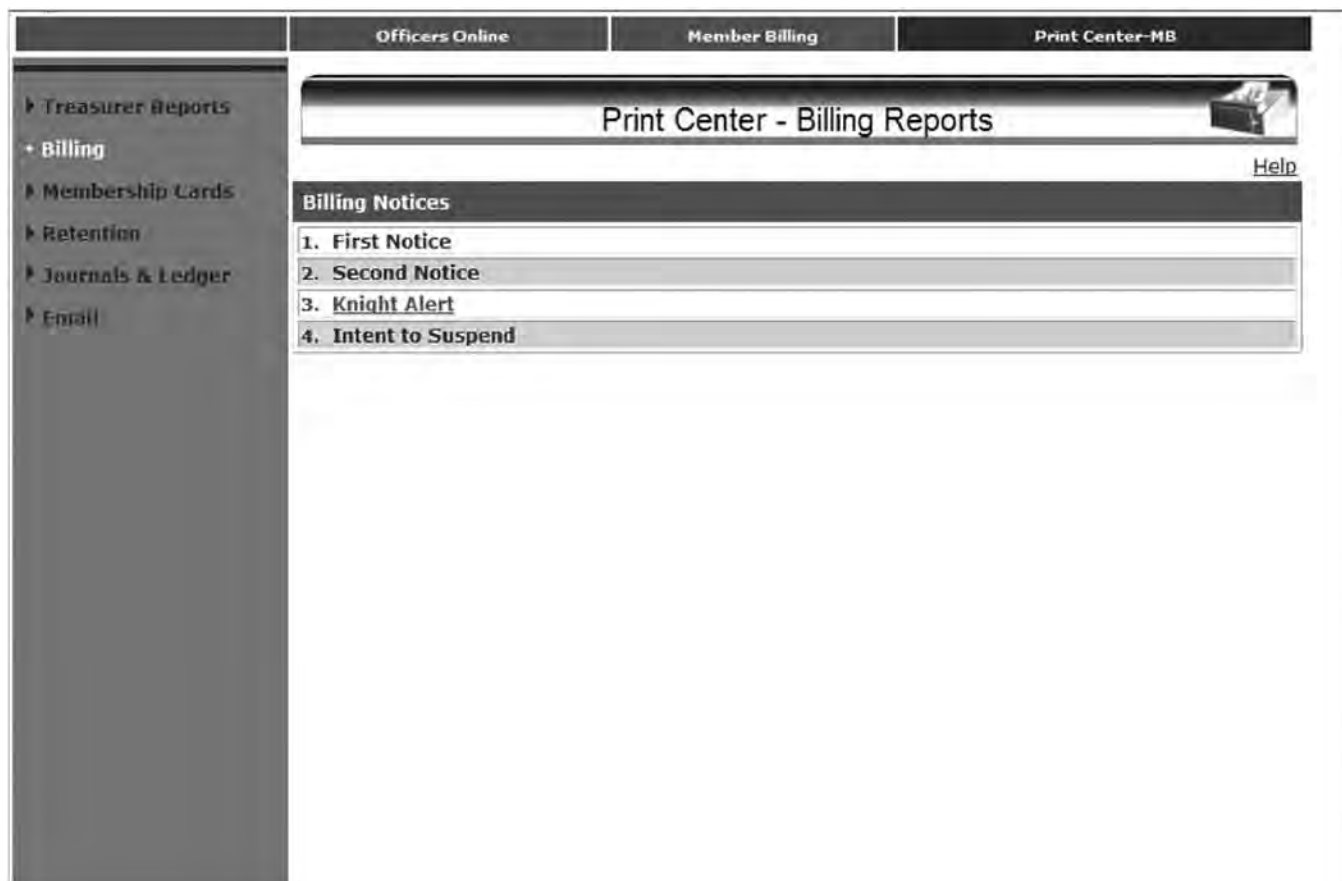 Officers Online Member Billing Print Center-MB
Treasurer Reports
Billing
Membership Cards
Retention
Journals & Ledger
Email
Print Center - Billing Reports
Help
Billing Notices
1. First Notice
2. Second Notice
3. Knight Alert
4. Intent to Suspend